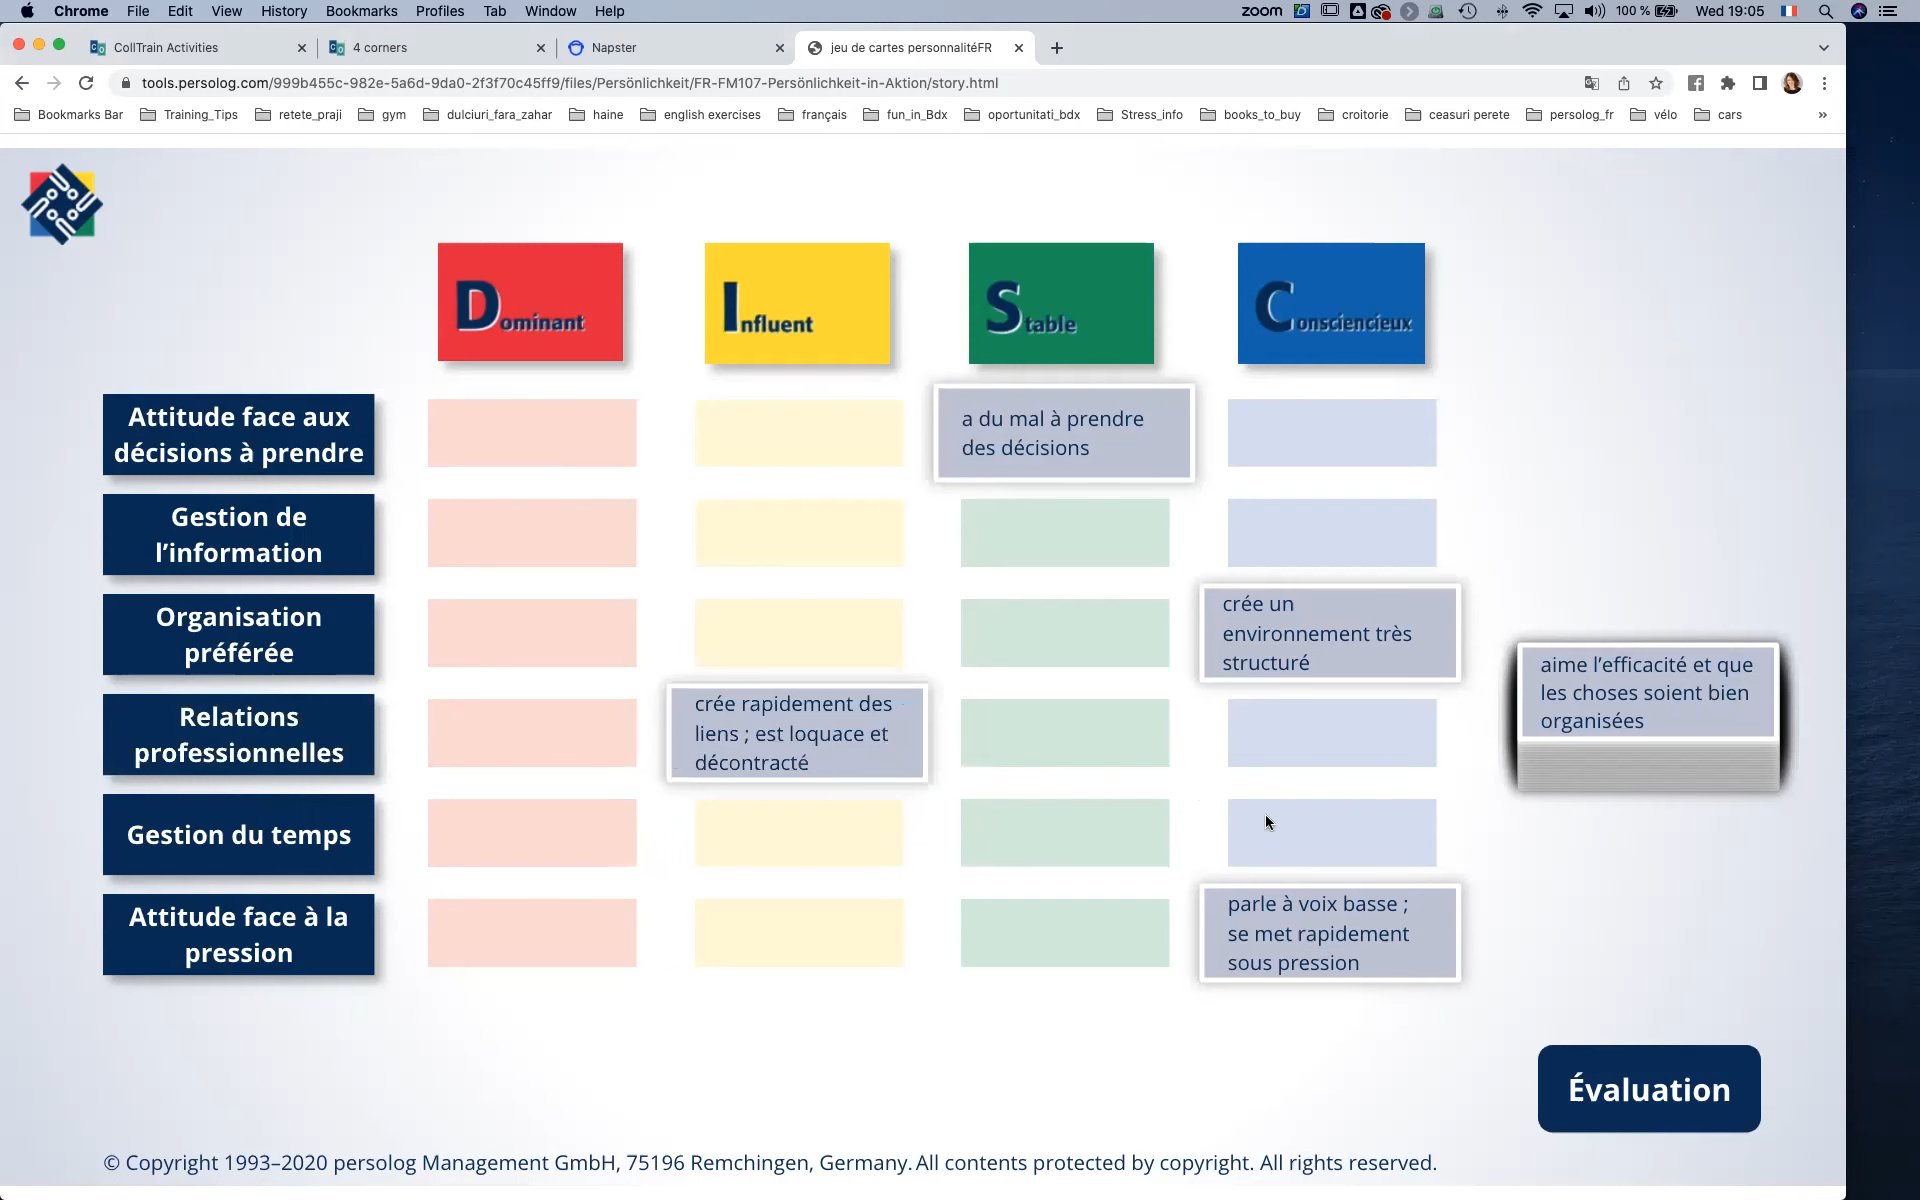 Chrome File Edit View History Bookmarks Profiles Tab Window Help zoom 100 % Wed 19:05
CollTrain Activities 4 corners Napster jeu de cartes personnalitéFR
tools.persolog.com/999b455c-982e-5a6d-9da0-2f3f70c45ff9/files/Persönlichkeit/FR-FM107-Persönlichkeit-in-Aktion/story.html
Bookmarks Bar Training_Tips retete_praji gym dulciuri_fara_zahar haine english exercises français fun_in_Bdx oportunitati_bdx Stress_info books_to_buy croitorie ceasuri perete persolog_fr vélo cars »
Dominant Influent Stable Consciencieux
Attitude face aux
décisions à prendre
a du mal à prendre
des décisions
Gestion de
l'information
Organisation
préférée
crée un
environnement très
structuré
aime l'efficacité et que
les choses soient bien
organisées
Relations
professionnelles
crée rapidement des
liens ; est loquace et
décontracté
Gestion du temps
Attitude face à la
pression
parle à voix basse ;
se met rapidement
sous pression
Évaluation
© Copyright 1993–2020 persolog Management GmbH, 75196 Remchingen, Germany. All contents protected by copyright. All rights reserved.